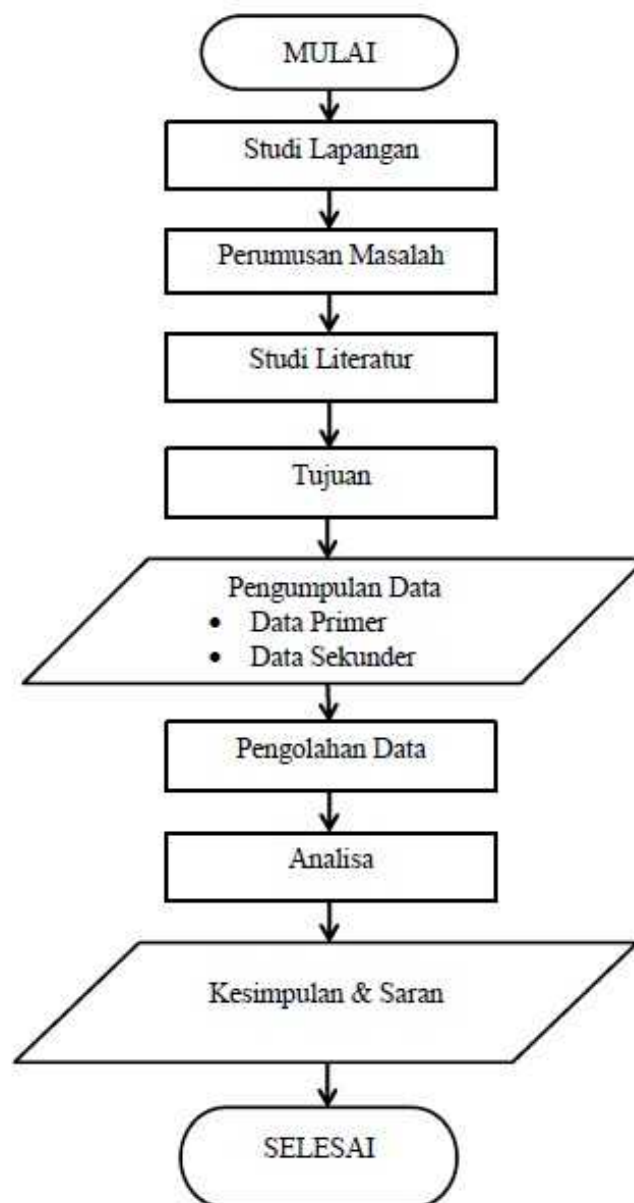 MULAI
Studi Lapangan
Perumusan Masalah
Studi Literatur
Tujuan
Pengumpulan Data
• Data Primer
• Data Sekunder
Pengolahan Data
Analisa
Kesimpulan & Saran
SELESAI